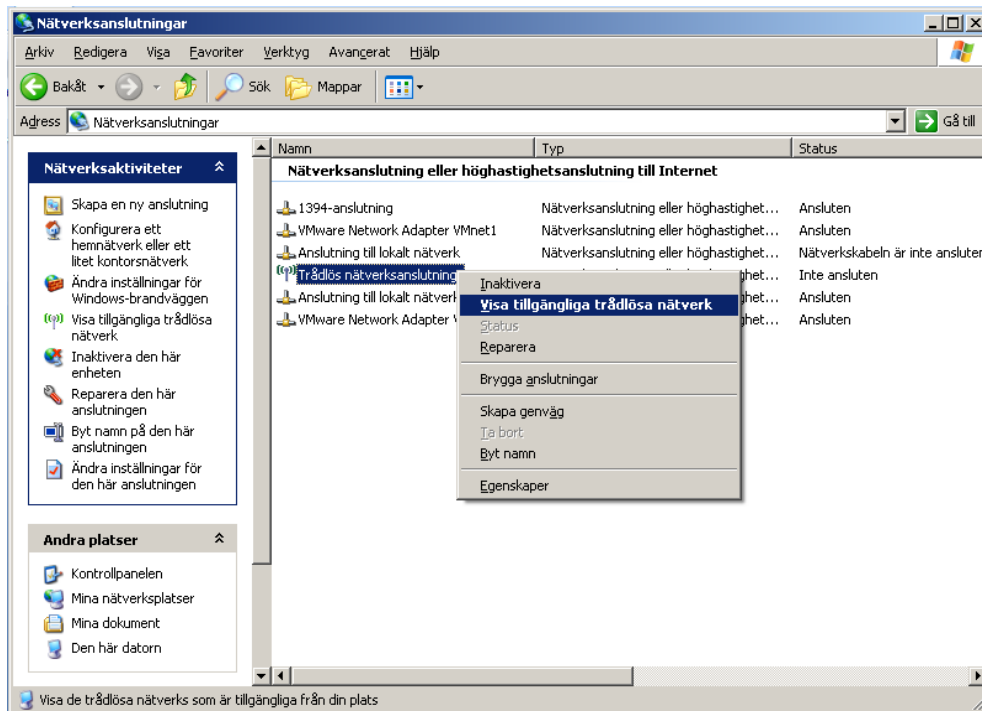 Nätverksanslutningar
Arkiv Redigera Visa Favoriter Verktyg Avancerat Hjälp
Bakåt Sök Mappar
Adress Nätverksanslutningar Gå till
Nätverksaktiviteter
Skapa en ny anslutning
Konfigurera ett
hemnätverk eller ett
litet kontorsnätverk
Ändra inställningar för
Windows-brandväggen
Visa tillgängliga trådlösa
nätverk
Inaktivera den här
enheten
Reparera den här
anslutningen
Byt namn på den här
anslutningen
Ändra inställningar för
den här anslutningen
Andra platser
Kontrollpanelen
Mina nätverksplatser
Mina dokument
Den här datorn
Namn Typ Status
Nätverksanslutning eller höghastighetsanslutning till Internet
1394-anslutning Nätverksanslutning eller höghastighet... Ansluten
VMware Network Adapter VMnet1 Nätverksanslutning eller höghastighet... Ansluten
Anslutning till lokalt nätverk Nätverksanslutning eller höghastighet... Nätverkskabeln är inte ansluten
Trådlös nätverksanslutning ghet... Inte ansluten
Anslutning till lokalt nätverk ghet... Ansluten
VMware Network Adapter ghet... Ansluten
Inaktivera
Visa tillgängliga trådlösa nätverk
Status
Reparera
Brygga anslutningar
Skapa genväg
Ta bort
Byt namn
Egenskaper
Visa de trådlösa nätverks som är tillgängliga från din plats